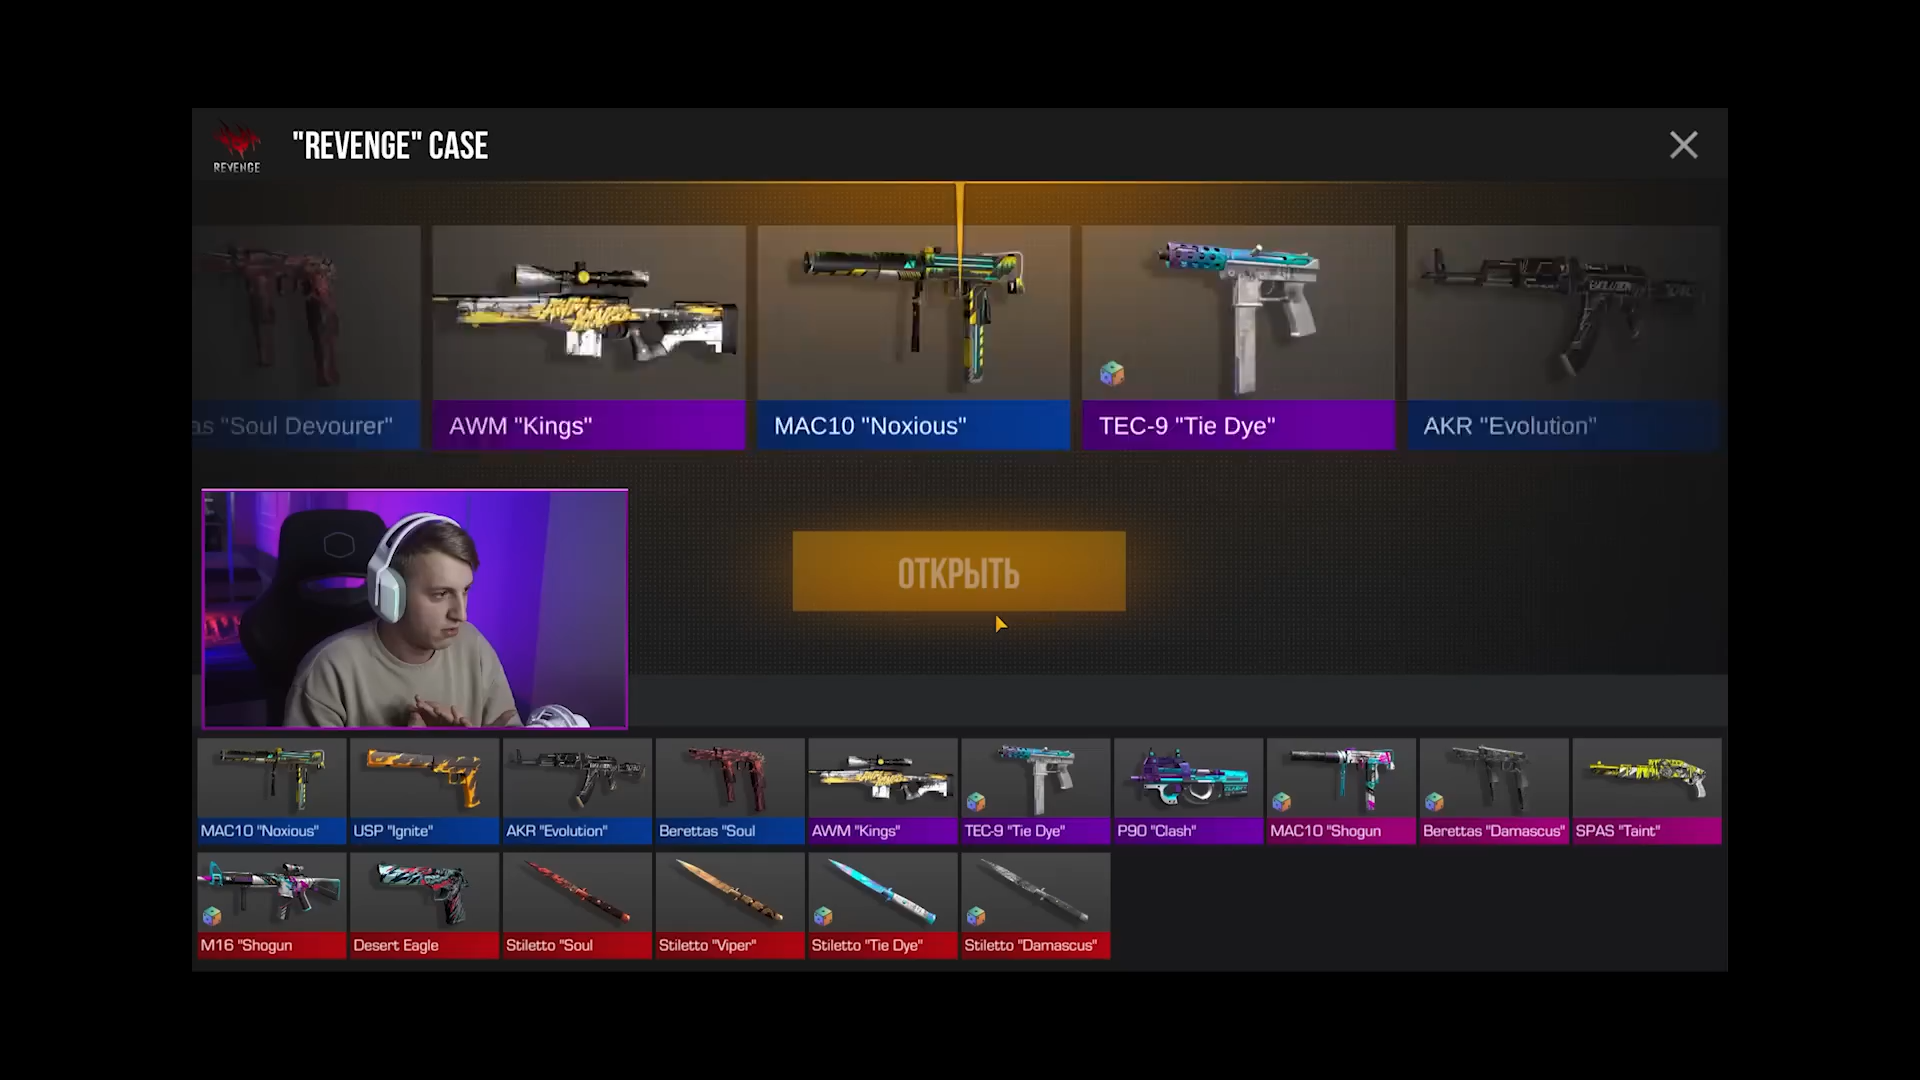 REVENGE
"REVENGE" CASE
as "Soul Devourer"
AWM "Kings"
MAC10 "Noxious"
TEC-9 "Tie Dye"
AKR "Evolution"
ОТКРЫТЬ
MAC10 "Noxious"
USP "Ignite"
AKR "Evolution"
Berettas "Soul
AWM "Kings"
TEC-9 "Tie Dye"
P90 "Clash"
MAC10 "Shogun
Berettas "Damascus"
SPAS "Taint"
M16 "Shogun
Desert Eagle
Stiletto "Soul
Stiletto "Viper"
Stiletto "Tie Dye"
Stiletto "Damascus"